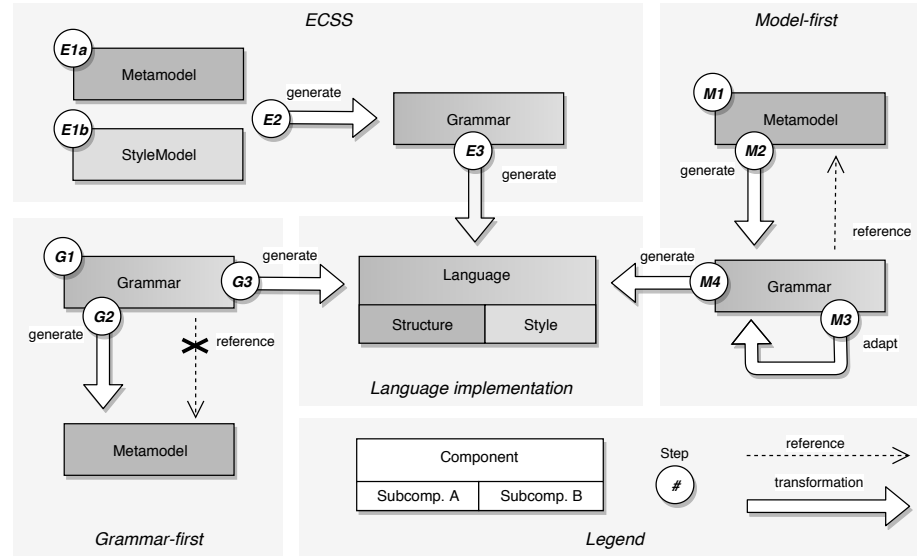 ECSS
E1a
Metamodel
E1b
StyleModel
E2
generate
Grammar
E3
generate
Model-first
M1
Metamodel
M2
generate
reference
M4
generate
Grammar
M3
adapt
G1
Grammar
G3
generate
G2
generate
reference
Metamodel
Grammar-first
Language
Structure
Style
Language implementation
Component
Subcomp. A
Subcomp. B
Step
#
reference
transformation
Legend